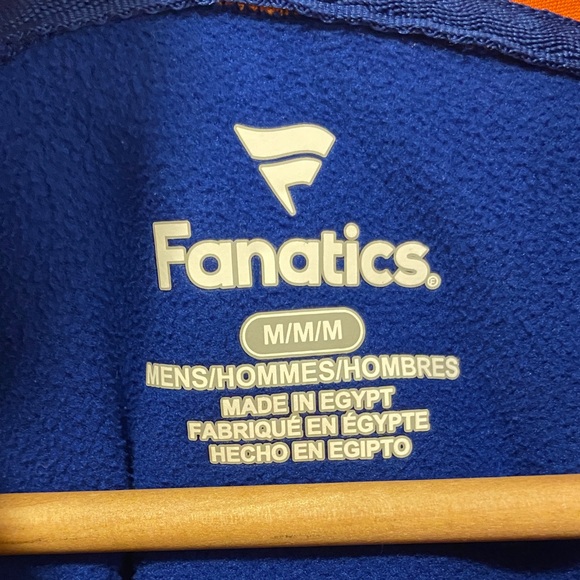 Fanatics®
M/M/M
MENS/HOMMES/HOMBRES
MADE IN EGYPT
FABRIQUÉ EN ÉGYPTE
HECHO EN EGIPTO